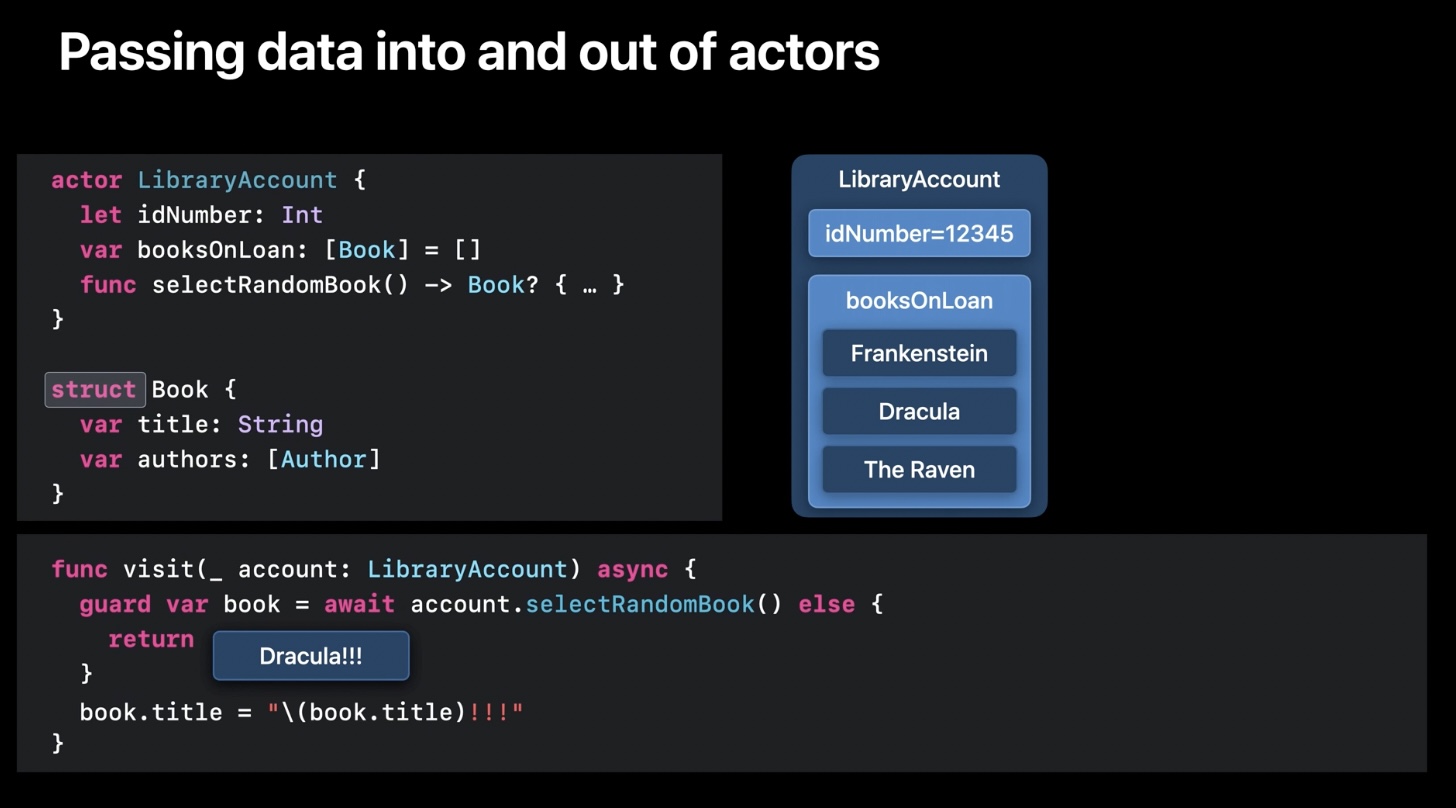 Passing data into and out of actors
actor LibraryAccount {
let idNumber: Int
var booksOnLoan: [Book] = []
func selectRandomBook() -> Book? { … }
}
struct Book {
var title: String
var authors: [Author]
}
LibraryAccount
idNumber=12345
booksOnLoan
Frankenstein
Dracula
The Raven
func visit(_ account: LibraryAccount) async {
guard var book = await account.selectRandomBook() else {
return
Dracula!!!
}
book.title = "\(book.title)!!!"
}